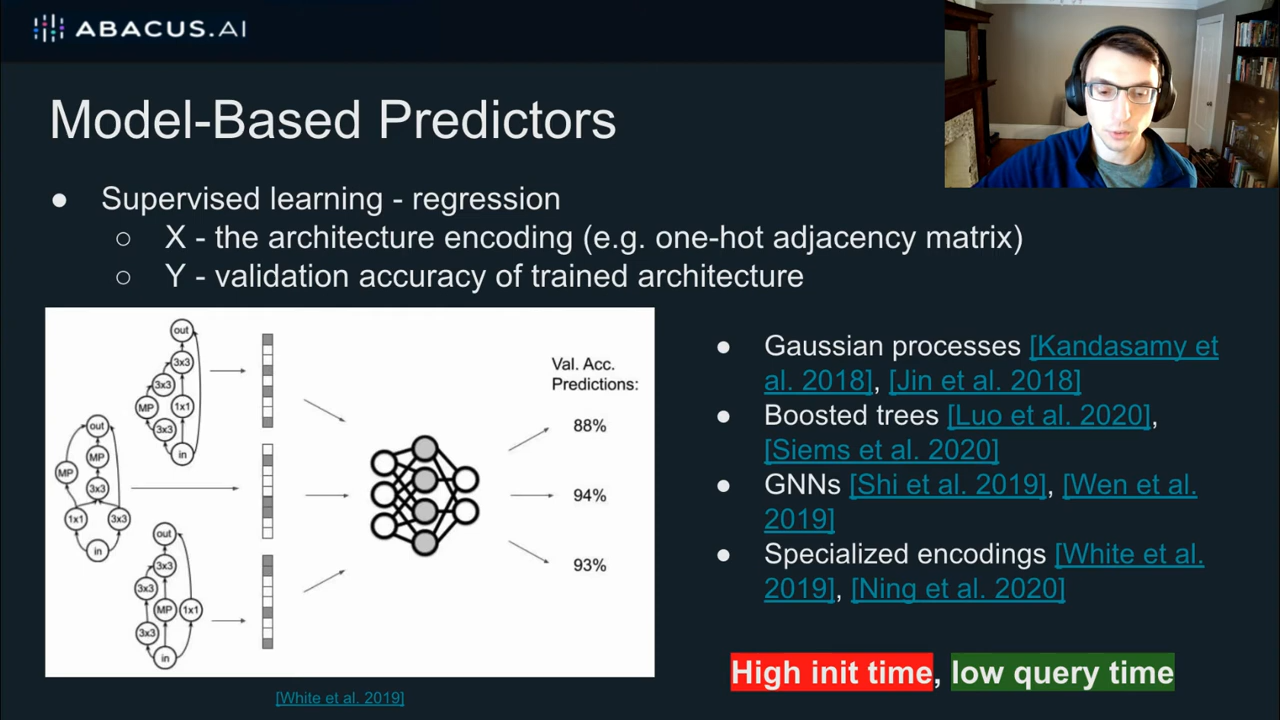 ABACUS.AI
Model-Based Predictors
● Supervised learning - regression
○ X - the architecture encoding (e.g. one-hot adjacency matrix)
○ Y - validation accuracy of trained architecture
out
3x3
3x3
MP
1x1
3x3
in
out
MP
MP
3x3
1x1
3x3
in
out
3x3
3x3
MP
1x1
3x3
in
Val. Acc.
Predictions:
88%
94%
93%
[White et al. 2019]
● Gaussian processes [Kandasamy et
al. 2018], [Jin et al. 2018]
● Boosted trees [Luo et al. 2020],
[Siems et al. 2020]
● GNNs [Shi et al. 2019], [Wen et al.
2019]
● Specialized encodings [White et al.
2019], [Ning et al. 2020]
High init time, low query time